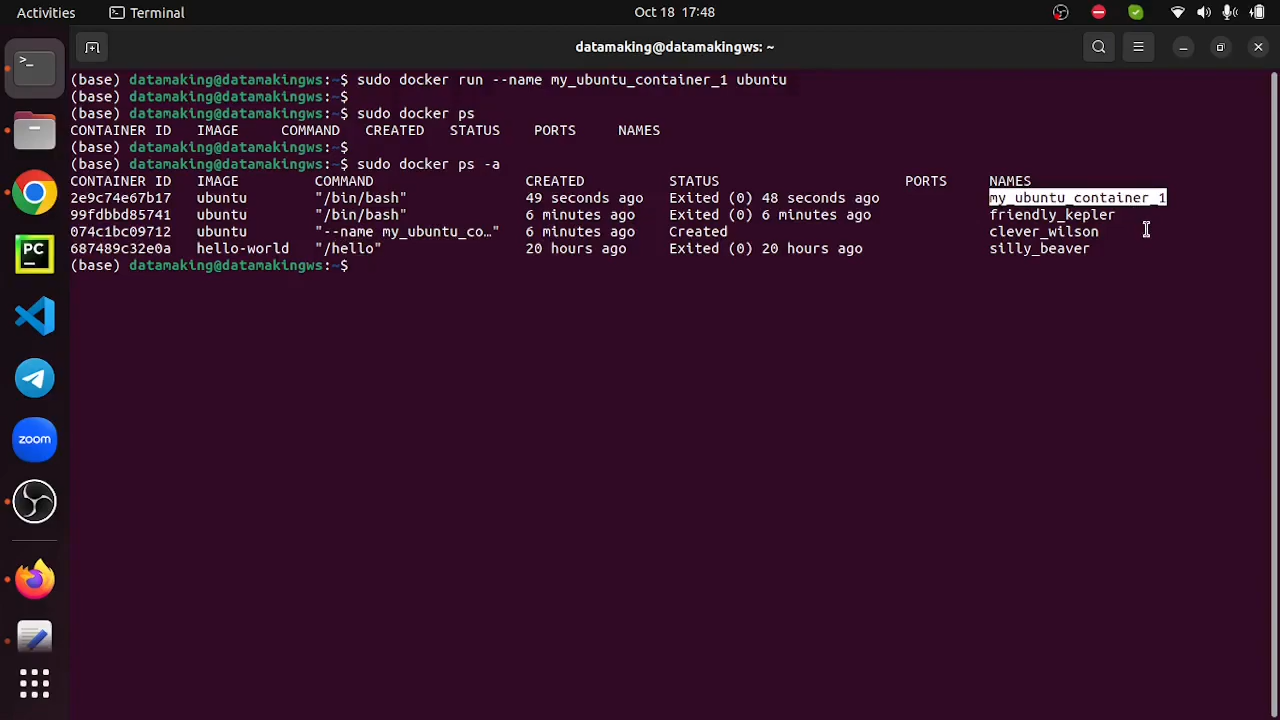 Activities Terminal Oct 18 17:48
datamaking@datamakingws: ~
(base) datamaking@datamakingws:~$ sudo docker run --name my_ubuntu_container_1 ubuntu
(base) datamaking@datamakingws:~$
(base) datamaking@datamakingws:~$ sudo docker ps
CONTAINER ID   IMAGE     COMMAND   CREATED   STATUS    PORTS     NAMES
(base) datamaking@datamakingws:~$
(base) datamaking@datamakingws:~$ sudo docker ps -a
CONTAINER ID   IMAGE         COMMAND                  CREATED          STATUS                      PORTS     NAMES
2e9c74e67b17   ubuntu        "/bin/bash"              49 seconds ago   Exited (0) 48 seconds ago             my_ubuntu_container_1
99fdbbd85741   ubuntu        "/bin/bash"              6 minutes ago    Exited (0) 6 minutes ago              friendly_kepler
074c1bc09712   ubuntu        "--name my_ubuntu_co…"   6 minutes ago    Created                               clever_wilson
687489c32e0a   hello-world   "/hello"                 20 hours ago     Exited (0) 20 hours ago               silly_beaver
(base) datamaking@datamakingws:~$
PC
zoom